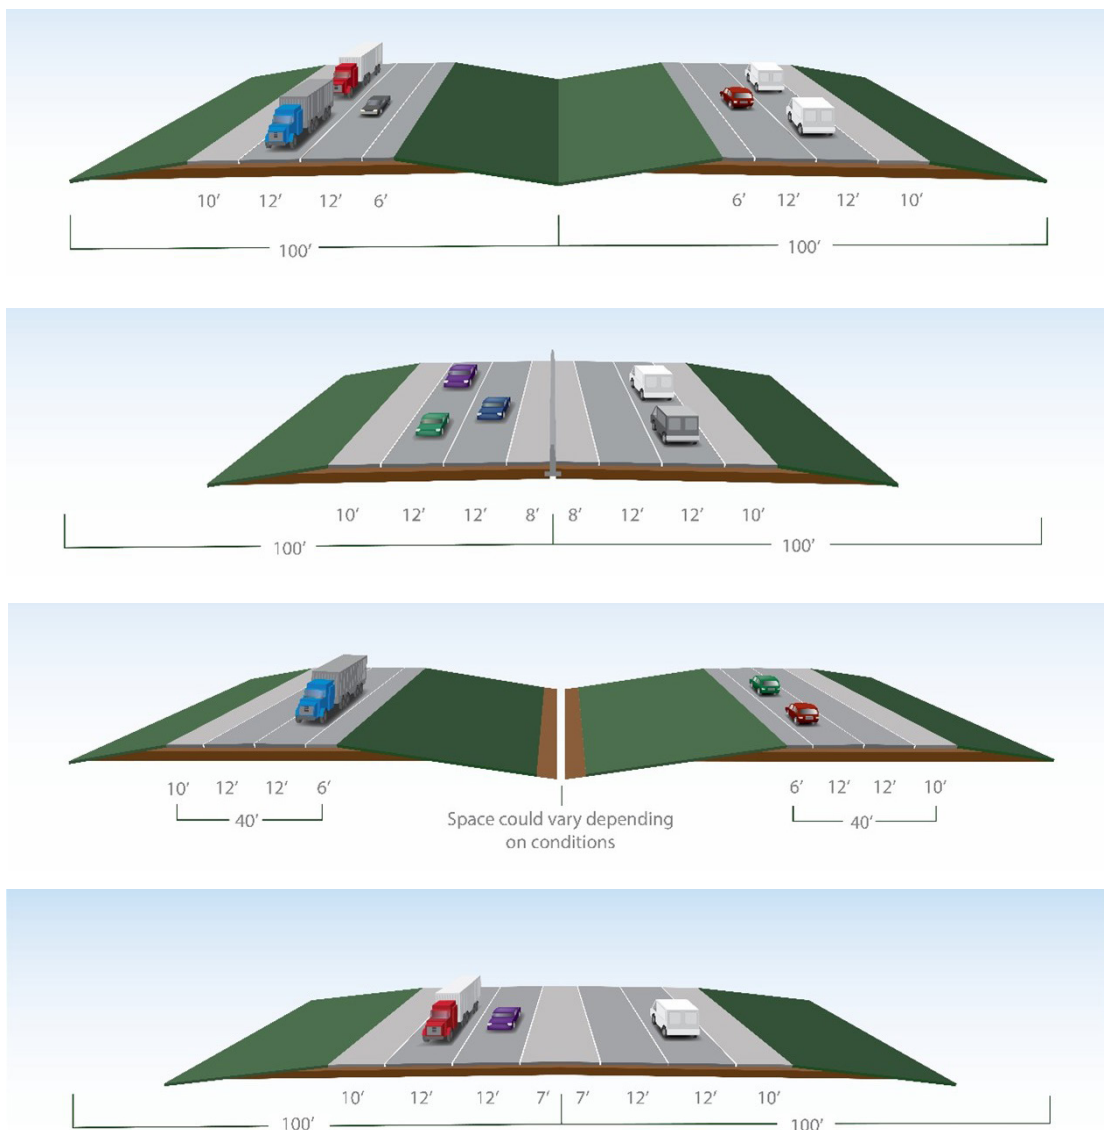 10' 12' 12' 6' 6' 12' 12' 10'
100' 100'
10' 12' 12' 8' 8' 12' 12' 10'
100' 100'
10' 12' 12' 6' 6' 12' 12' 10'
40' 40'
Space could vary depending
on conditions
10' 12' 12' 7' 7' 12' 12' 10'
100' 100'